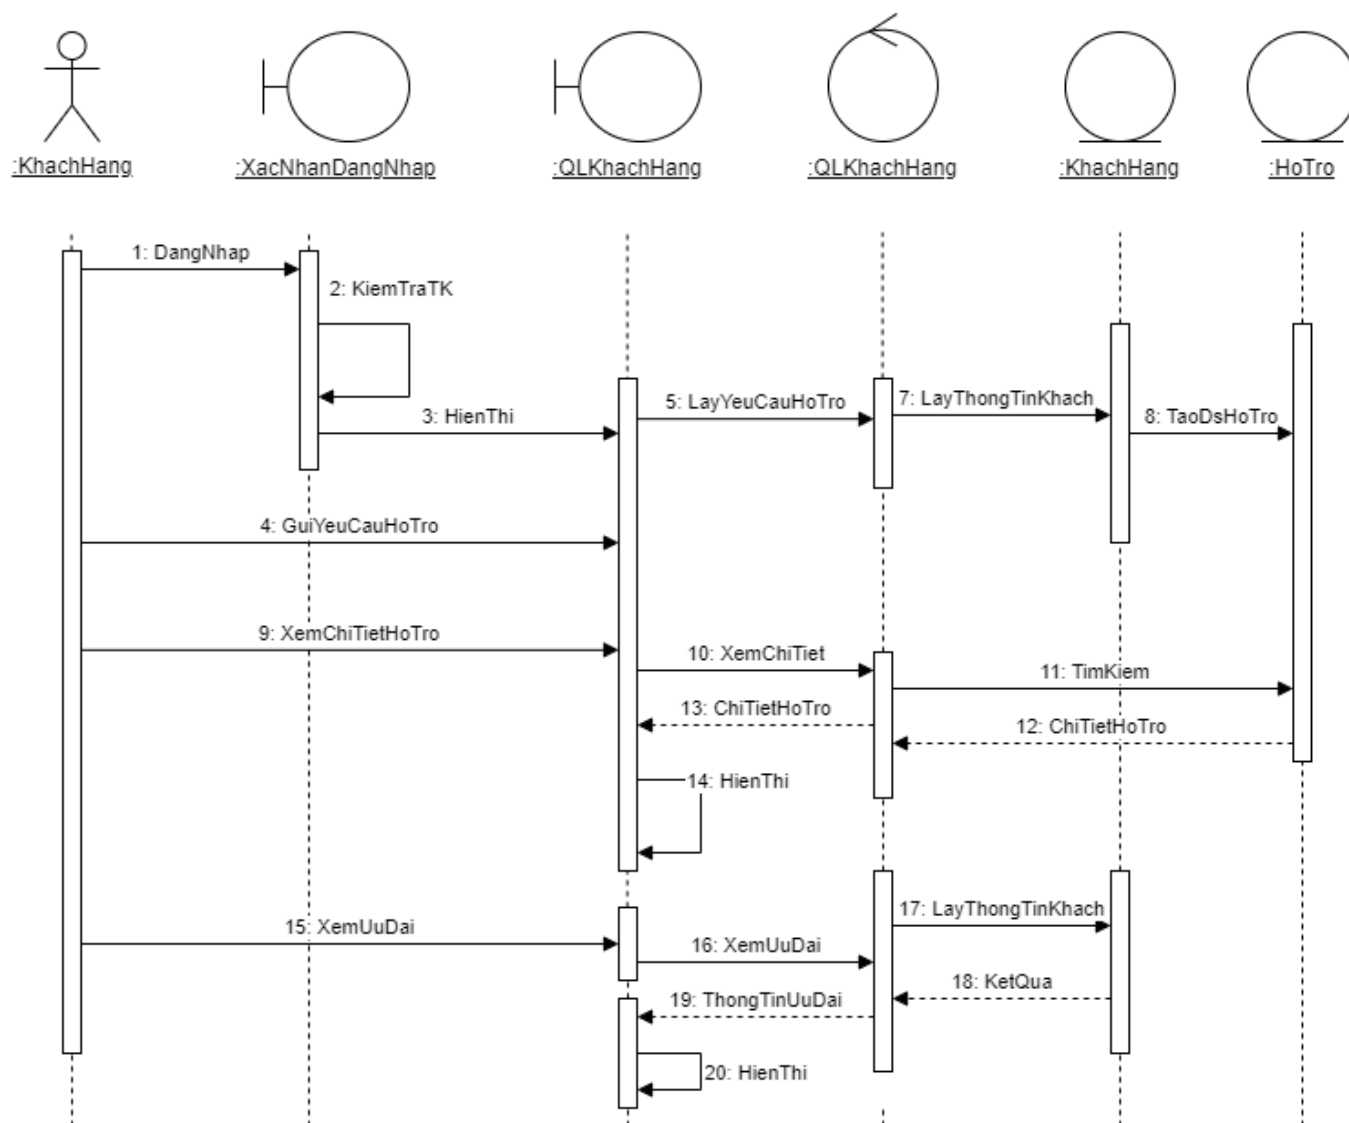 :KhachHang
:XacNhanDangNhap
:QLKhachHang
:QLKhachHang
:KhachHang
:HoTro
1: DangNhap
2: KiemTraTK
3: HienThi
5: LayYeuCauHoTro
7: LayThongTinKhach
8: TaoDsHoTro
4: GuiYeuCauHoTro
9: XemChiTietHoTro
10: XemChiTiet
11: TimKiem
13: ChiTietHoTro
12: ChiTietHoTro
14: HienThi
15: XemUuDai
16: XemUuDai
17: LayThongTinKhach
18: KetQua
19: ThongTinUuDai
20: HienThi